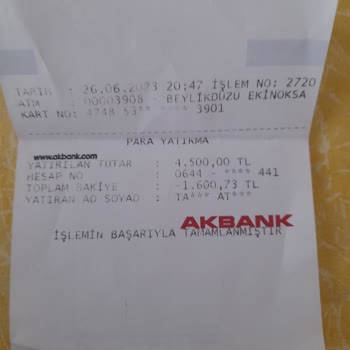 TARİH : 26.06.2023 20:47 İŞLEM NO: 2720
ATM : 00003908 - BEYLİKDÜZÜ EKİNOKSA
KART NO: 4748 53** **** 3901
PARA YATIRMA
www.akbank.com
YATIRILAN TUTAR : 4.500,00 TL
HESAP NO : 0644 - **** 441
TOPLAM BAKİYE : -1.600,73 TL
YATIRAN AD SOYAD : TA*** AT***
AKBANK
İŞLEMİN BAŞARIYLA TAMAMLANMIŞTIR